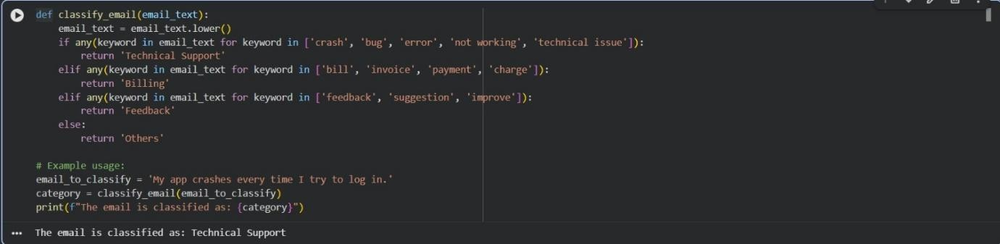 def classify_email(email_text):
    email_text = email_text.lower()
    if any(keyword in email_text for keyword in ['crash', 'bug', 'error', 'not working', 'technical issue']):
        return 'Technical Support'
    elif any(keyword in email_text for keyword in ['bill', 'invoice', 'payment', 'charge']):
        return 'Billing'
    elif any(keyword in email_text for keyword in ['feedback', 'suggestion', 'improve']):
        return 'Feedback'
    else:
        return 'Others'

# Example usage:
email_to_classify = 'My app crashes every time I try to log in.'
category = classify_email(email_to_classify)
print(f"The email is classified as: {category}")
The email is classified as: Technical Support